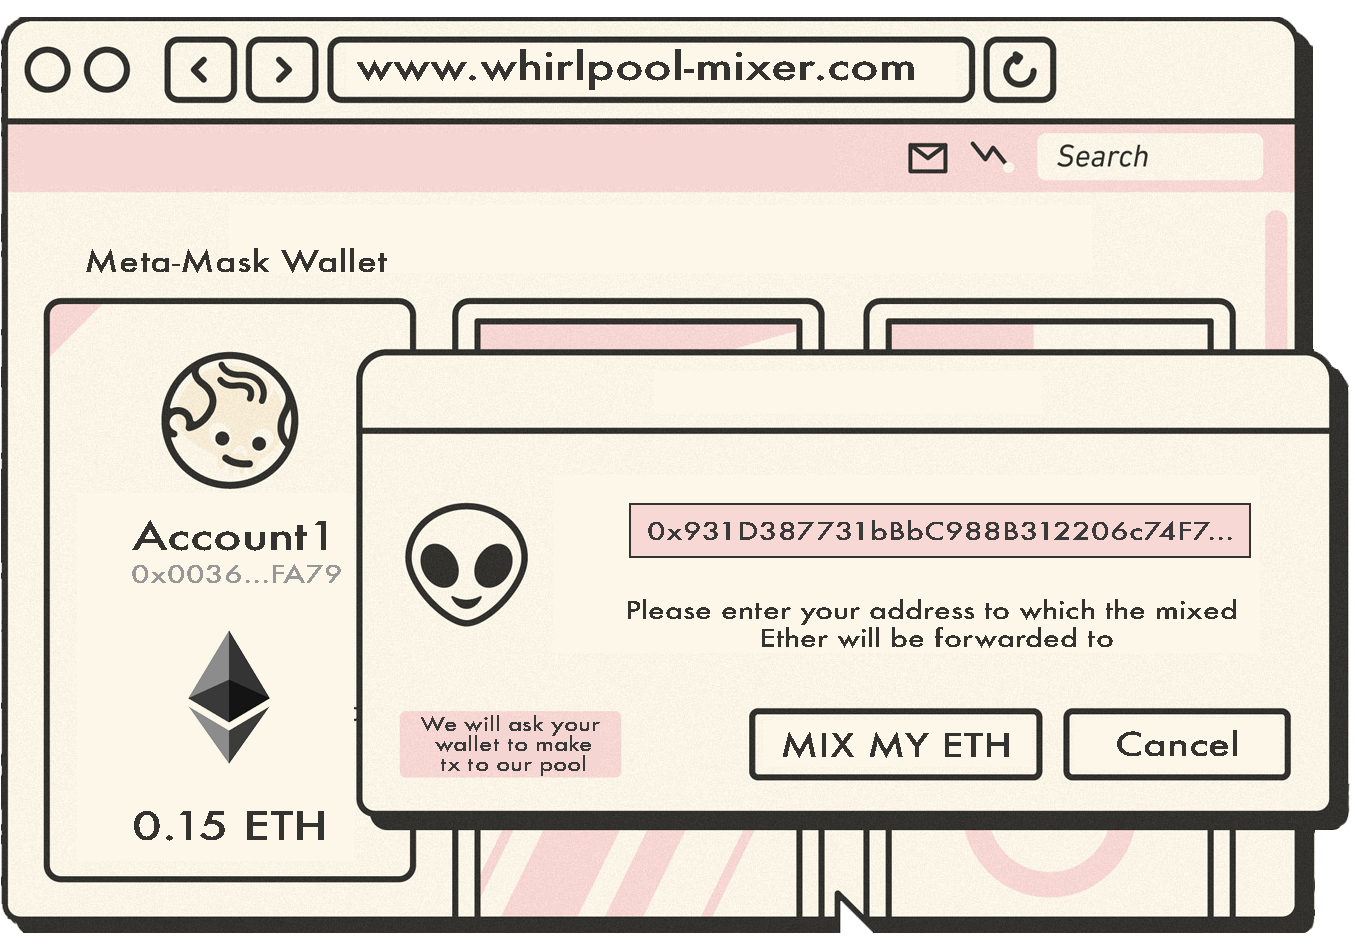 www.whirlpool-mixer.com
Search
Meta-Mask Wallet
Account1
0x0036...FA79
0.15 ETH
0x931D387731bBbC988B312206c74F7...
Please enter your address to which the mixed
Ether will be forwarded to
We will ask your
wallet to make
tx to our pool
MIX MY ETH
Cancel